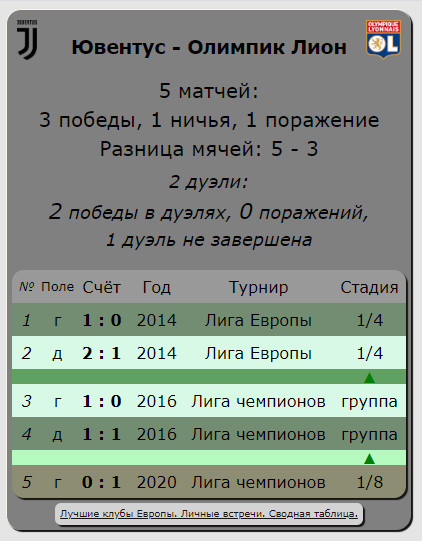 JUVENTUS
OLYMPIQUE
LYONNAIS
OL
Ювентус - Олимпик Лион
5 матчей:
3 победы, 1 ничья, 1 поражение
Разница мячей: 5 - 3
2 дуэли:
2 победы в дуэлях, 0 поражений,
1 дуэль не завершена
№ Поле Счёт Год Турнир Стадия
1 г 1 : 0 2014 Лига Европы 1/4
2 д 2 : 1 2014 Лига Европы 1/4
▲
3 г 1 : 0 2016 Лига чемпионов группа
4 д 1 : 1 2016 Лига чемпионов группа
▲
5 г 0 : 1 2020 Лига чемпионов 1/8
Лучшие клубы Европы. Личные встречи. Сводная таблица.